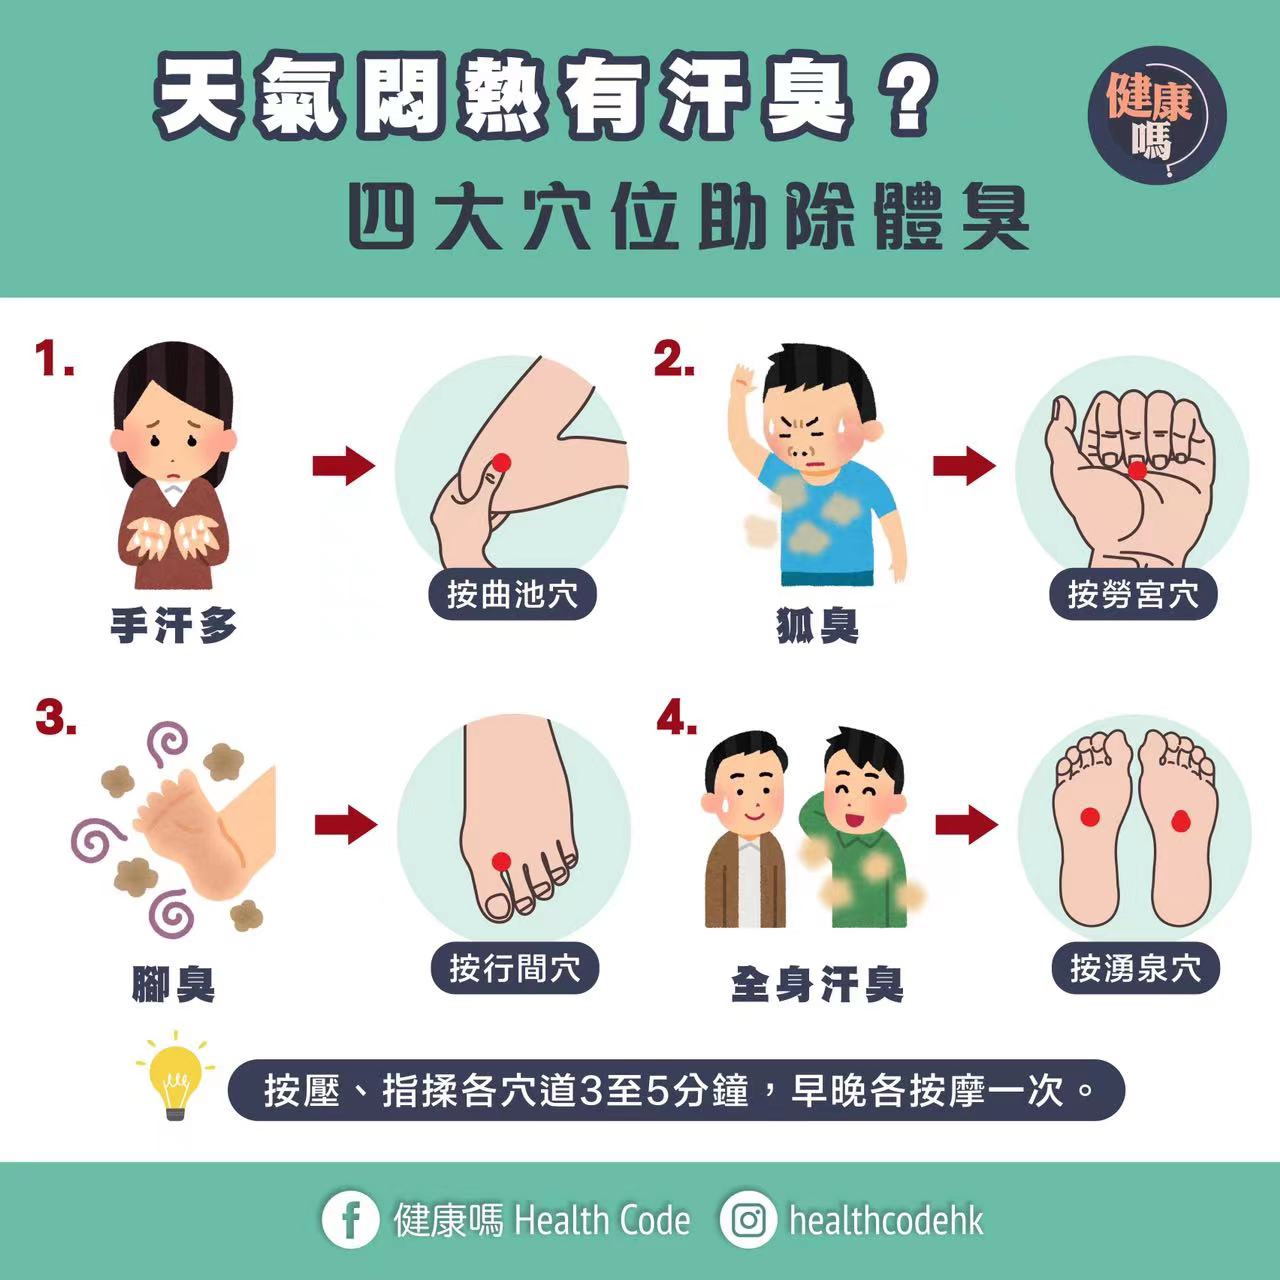 天氣悶熱有汗臭？
健康
嗎?
四大穴位助除體臭
1.
手汗多
按曲池穴
2.
狐臭
按勞宮穴
3.
腳臭
按行間穴
4.
全身汗臭
按湧泉穴
按壓、指揉各穴道3至5分鐘，早晚各按摩一次。
健康嗎 Health Code
healthcodehk